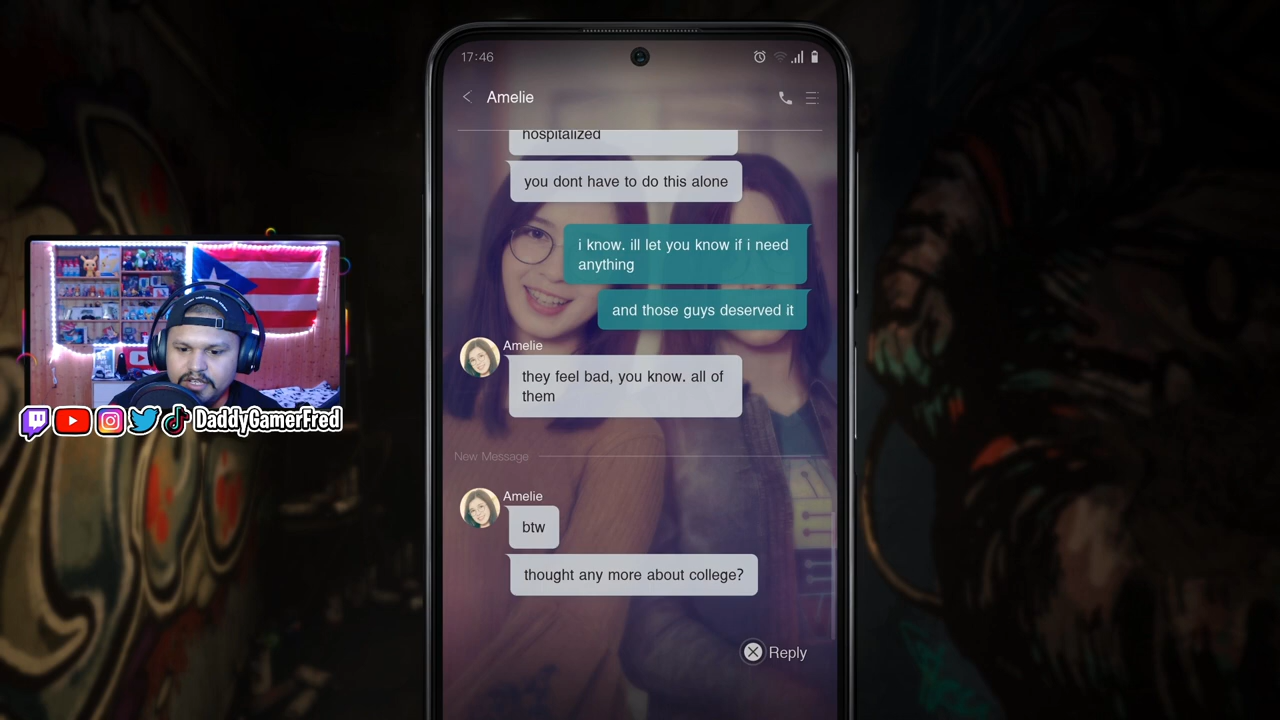 17:46
Amelie
hospitalized
you dont have to do this alone
i know. ill let you know if i need
anything
and those guys deserved it
Amelie
they feel bad, you know. all of
them
New Message
Amelie
btw
thought any more about college?
Reply
DaddyGamerFred